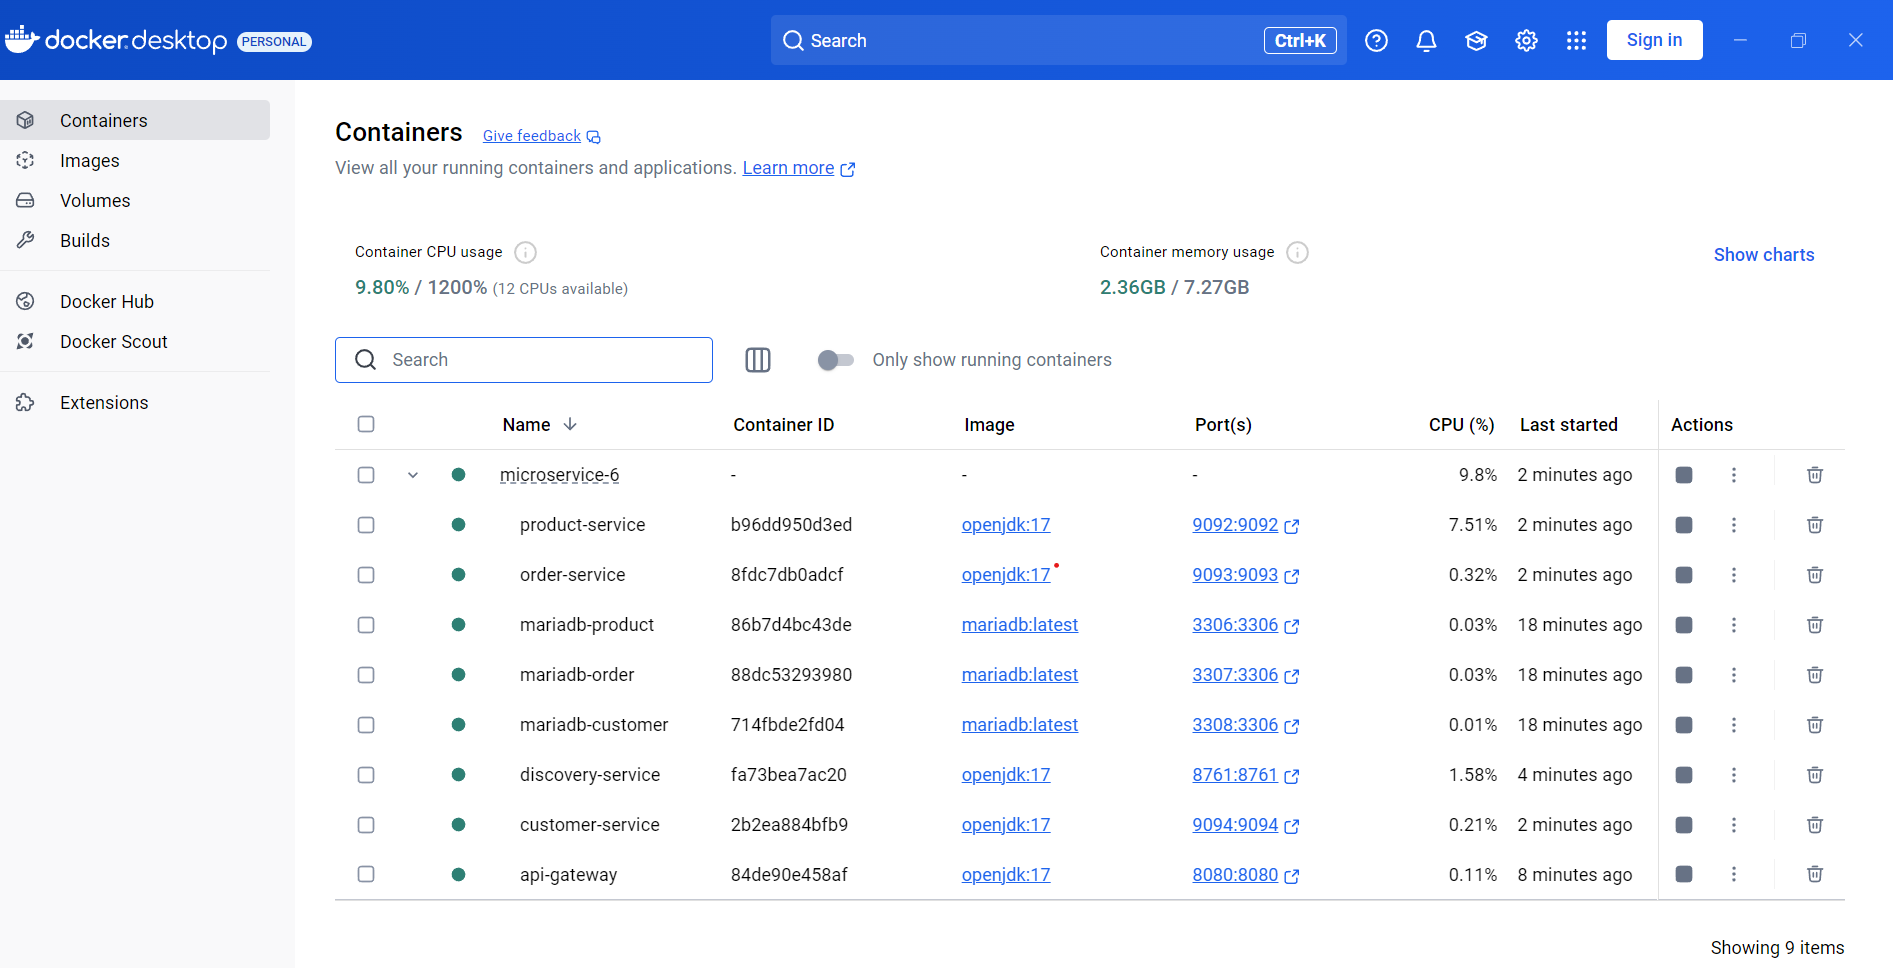 docker.desktop PERSONAL Search Ctrl+K Sign in
Containers
Images
Volumes
Builds
Docker Hub
Docker Scout
Extensions
Containers Give feedback
View all your running containers and applications. Learn more
Container CPU usage
9.80% / 1200% (12 CPUs available)
Container memory usage
2.36GB / 7.27GB
Show charts
Search Only show running containers
Name Container ID Image Port(s) CPU (%) Last started Actions
microservice-6 - - - 9.8% 2 minutes ago
product-service b96dd950d3ed openjdk:17 9092:9092 7.51% 2 minutes ago
order-service 8fdc7db0adcf openjdk:17 9093:9093 0.32% 2 minutes ago
mariadb-product 86b7d4bc43de mariadb:latest 3306:3306 0.03% 18 minutes ago
mariadb-order 88dc53293980 mariadb:latest 3307:3306 0.03% 18 minutes ago
mariadb-customer 714fbde2fd04 mariadb:latest 3308:3306 0.01% 18 minutes ago
discovery-service fa73bea7ac20 openjdk:17 8761:8761 1.58% 4 minutes ago
customer-service 2b2ea884bfb9 openjdk:17 9094:9094 0.21% 2 minutes ago
api-gateway 84de90e458af openjdk:17 8080:8080 0.11% 8 minutes ago
Showing 9 items